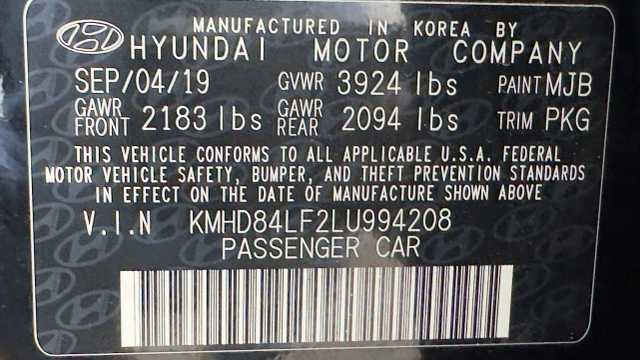 MANUFACTURED IN KOREA BY
HYUNDAI MOTOR COMPANY
SEP/04/19 GVWR 3924 lbs PAINT MJB
GAWR FRONT 2183 lbs GAWR REAR 2094 lbs TRIM PKG
THIS VEHICLE CONFORMS TO ALL APPLICABLE U.S.A. FEDERAL
MOTOR VEHICLE SAFETY, BUMPER, AND THEFT PREVENTION STANDARDS
IN EFFECT ON THE DATE OF MANUFACTURE SHOWN ABOVE
V.I.N KMHD84LF2LU994208
PASSENGER CAR